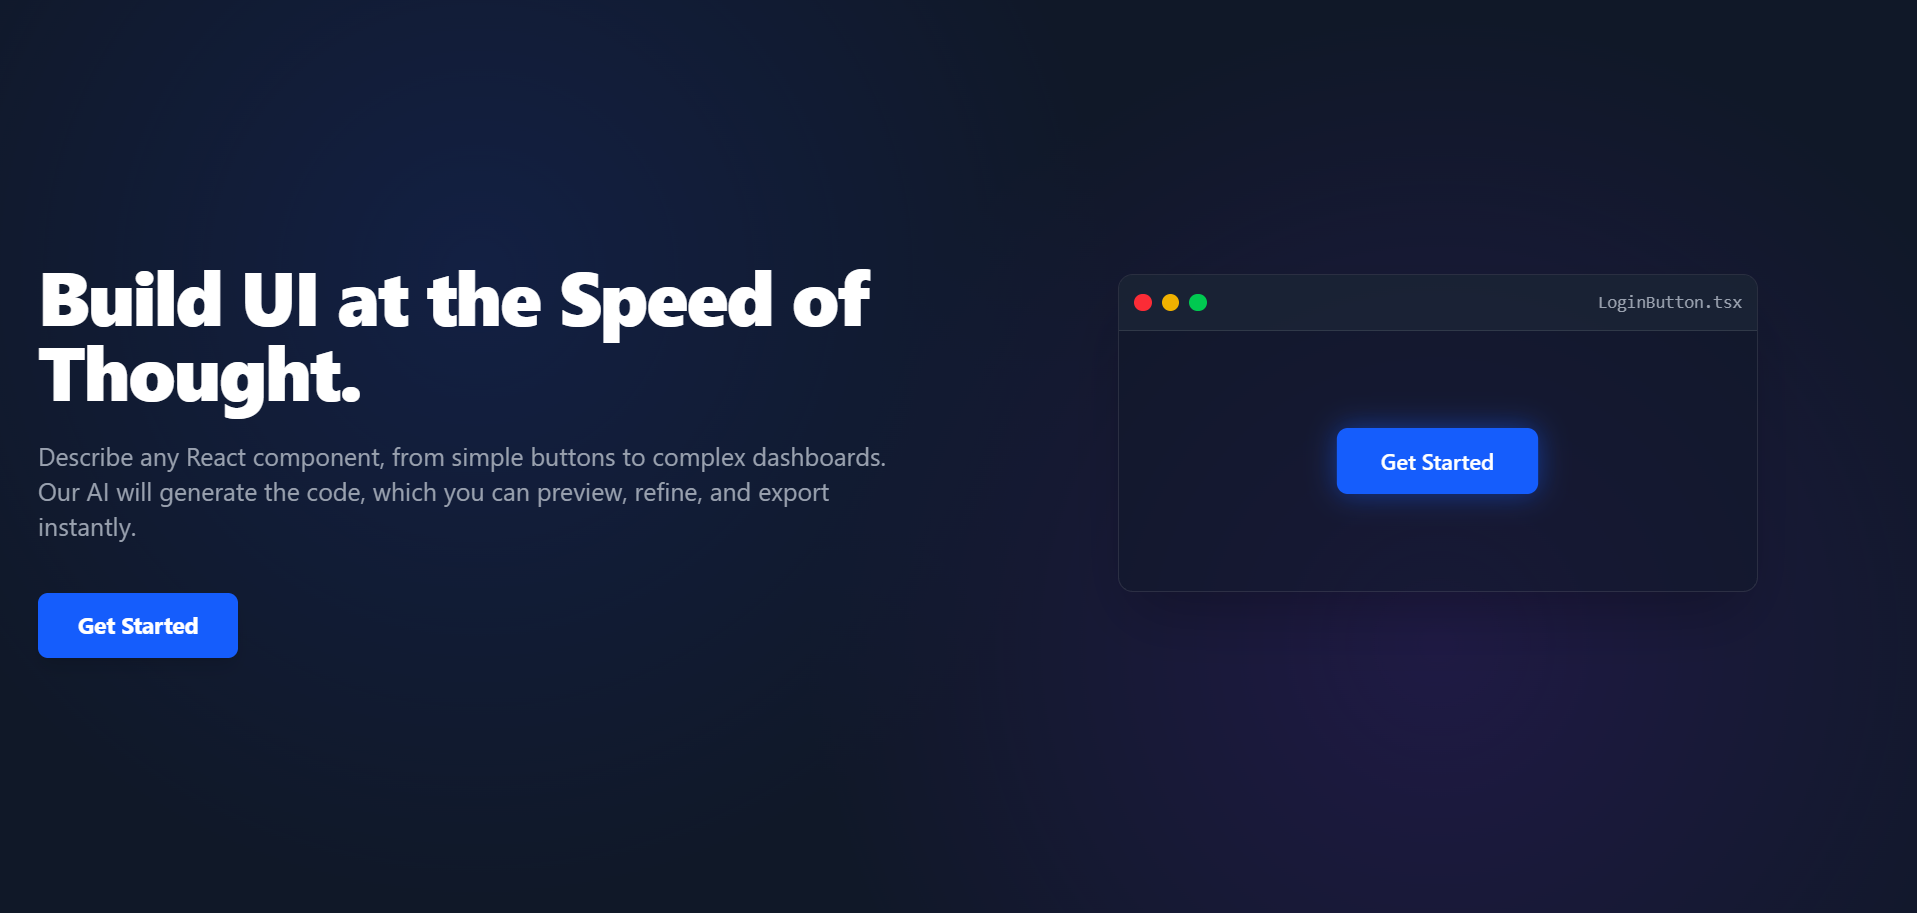 Build UI at the Speed of
Thought.
Describe any React component, from simple buttons to complex dashboards.
Our AI will generate the code, which you can preview, refine, and export
instantly.
Get Started
LoginButton.tsx
Get Started